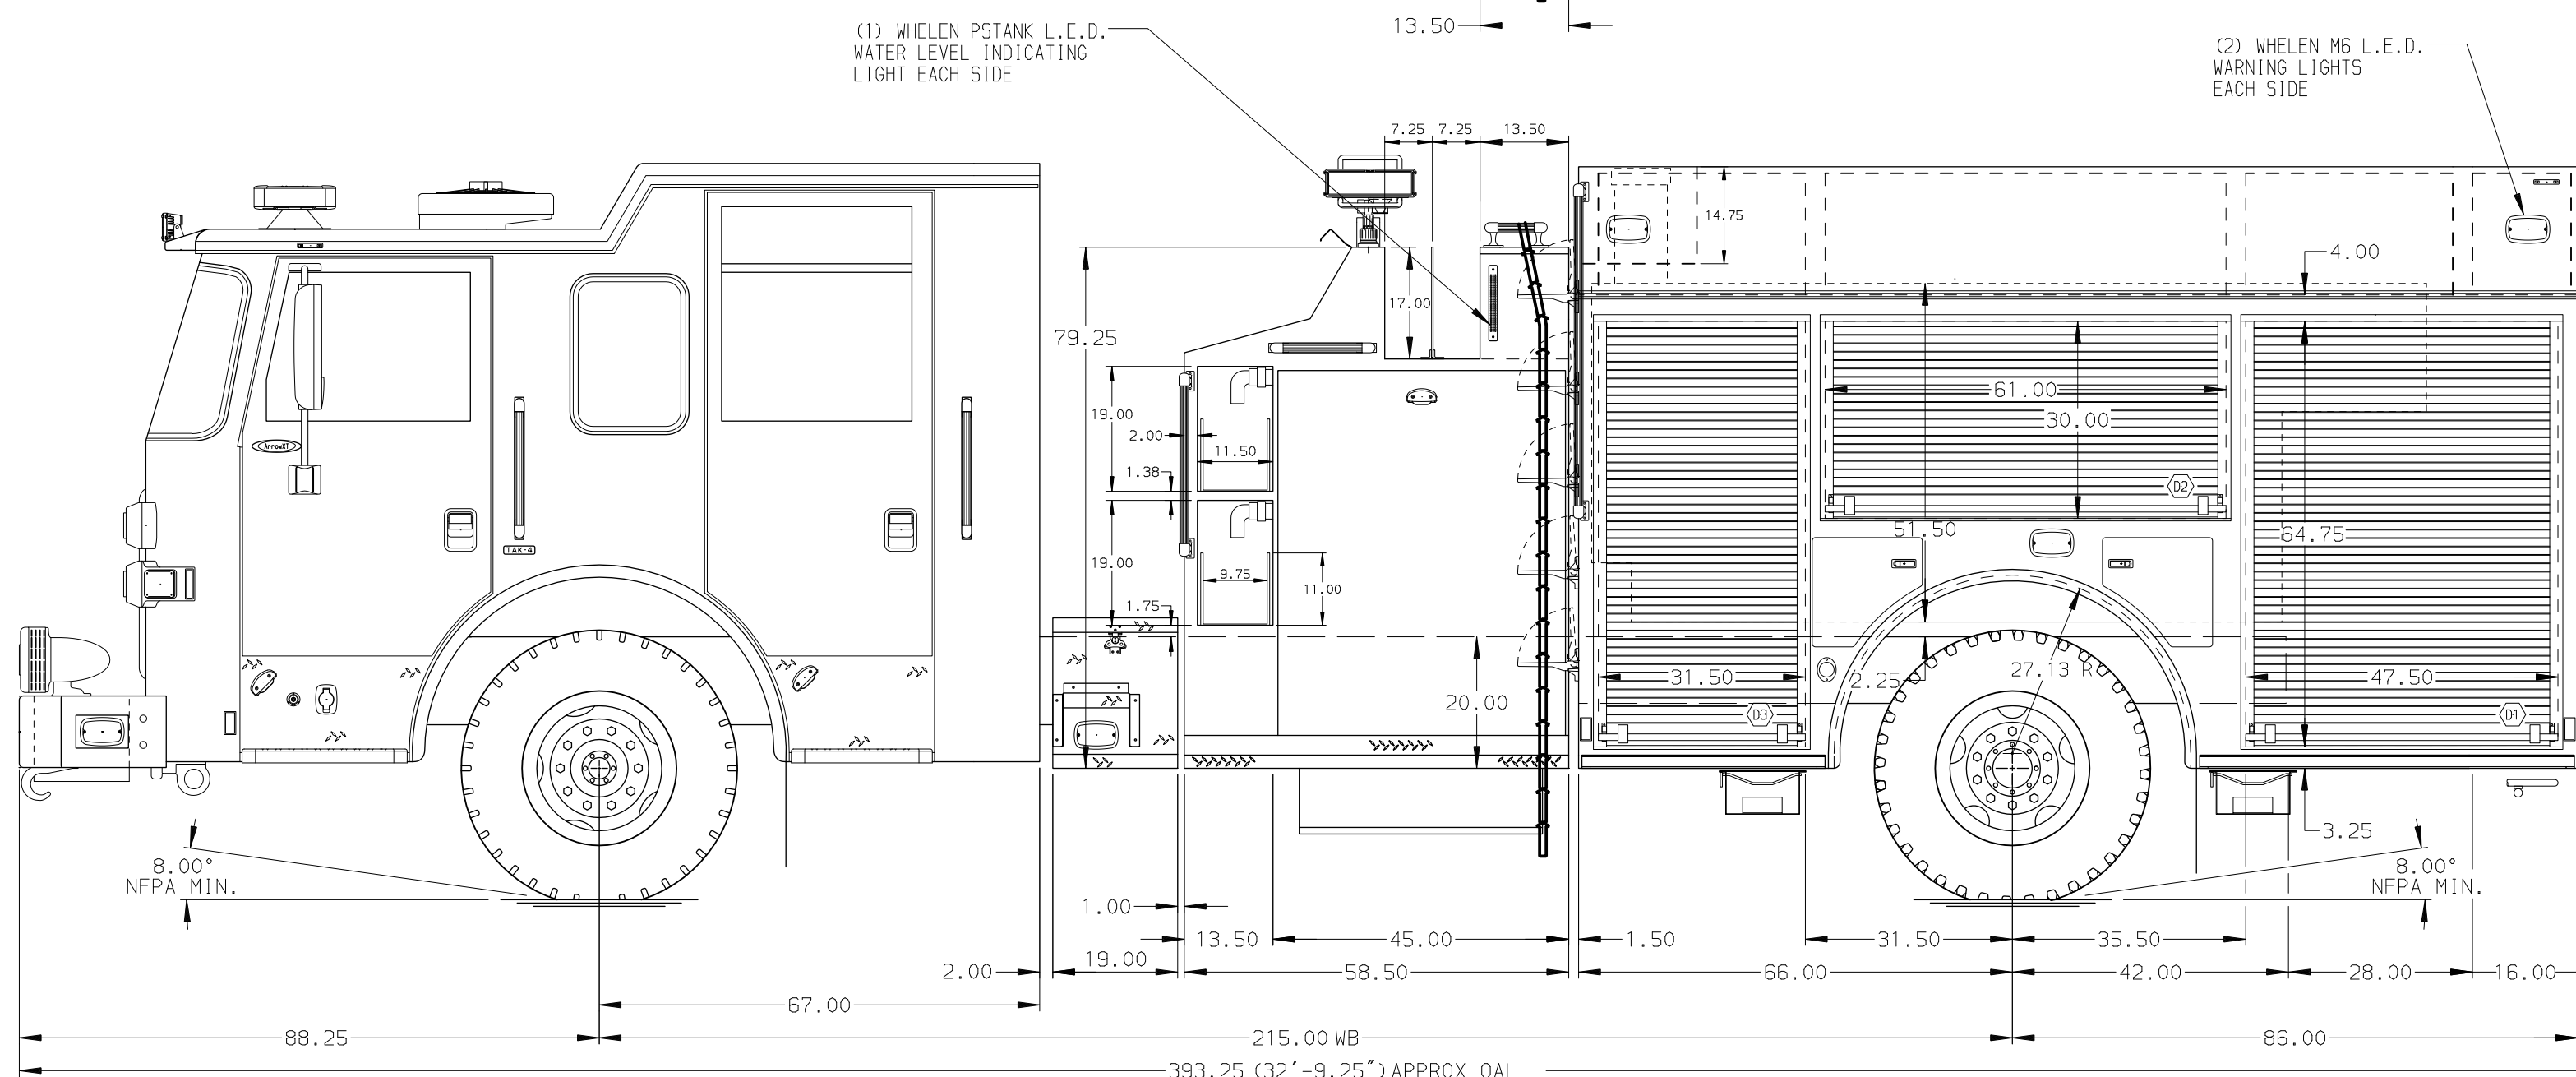 13.50
(1) WHELEN PSTANK L.E.D.
WATER LEVEL INDICATING
LIGHT EACH SIDE
(2) WHELEN M6 L.E.D.
WARNING LIGHTS
EACH SIDE
7.25
7.25
13.50
14.75
4.00
17.00
79.25
19.00
2.00
11.50
1.38
19.00
9.75
11.00
1.75
20.00
61.00
30.00
D2
51.50
64.75
27.13 R
2.25
31.50
47.50
D3
D1
ArrowXT
TAK-4
3.25
8.00°
NFPA MIN.
8.00°
NFPA MIN.
1.00
13.50
45.00
1.50
31.50
35.50
2.00
19.00
58.50
66.00
42.00
28.00
16.00
67.00
88.25
215.00 WB
86.00
393.25 (32'-9.25") APPROX OAL